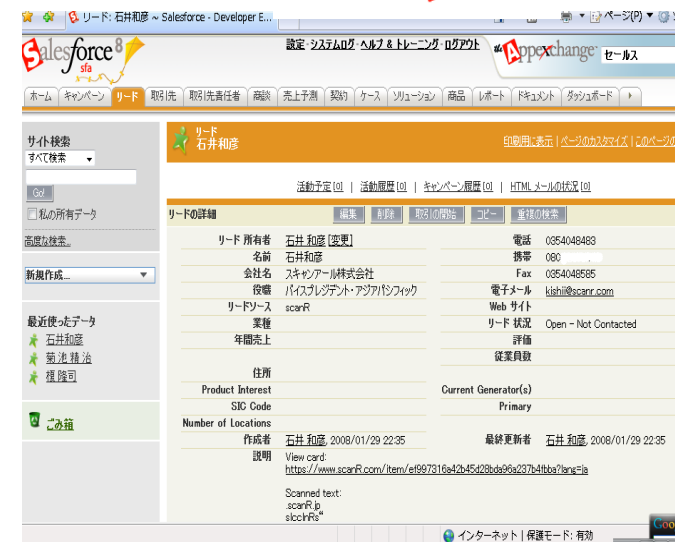 リード: 石井和彦 ~ Salesforce - Developer E...
ページ(P)
salesforce 8
sfa
設定・システムログ・ヘルプ & トレーニング・ログアウト
Appexchange
セールス
ホーム キャンペーン リード 取引先 取引先責任者 商談 売上予測 契約 ケース ソリューション 商品 レポート ドキュメント ダッシュボード
サイト検索
すべて検索
Go!
私の所有データ
高度な検索...
新規作成...
最近使ったデータ
石井和彦
菊池精治
橿隆司
ごみ箱
リード
石井和彦
印刷用に表示 | ページのカスタマイズ | このページの
活動予定 [0] | 活動履歴 [0] | キャンペーン履歴 [0] | HTML メールの状況 [0]
リードの詳細 編集 削除 取引の開始 コピー 重複の検索
リード 所有者 石井 和彦 [変更] 電話 0354048483
名前 石井和彦 携帯 080
会社名 スキャンアール株式会社 Fax 0354048585
役職 バイスプレジデント・アジアパシフィック 電子メール kishii@scanr.com
リードソース scanR Web サイト
業種 リード 状況 Open - Not Contacted
年間売上 評価
従業員数
住所
Product Interest Current Generator(s)
SIC Code Primary
Number of Locations
作成者 石井 和彦, 2008/01/29 22:35 最終更新者 石井 和彦, 2008/01/29 22:35
説明 View card:
https://www.scanR.com/item/ef997316a42b45d28bda96a237b4fbba?lang=ja
Scanned text:
.scanR.jp
slccInRs"
インターネット | 保護モード: 有効
Goo